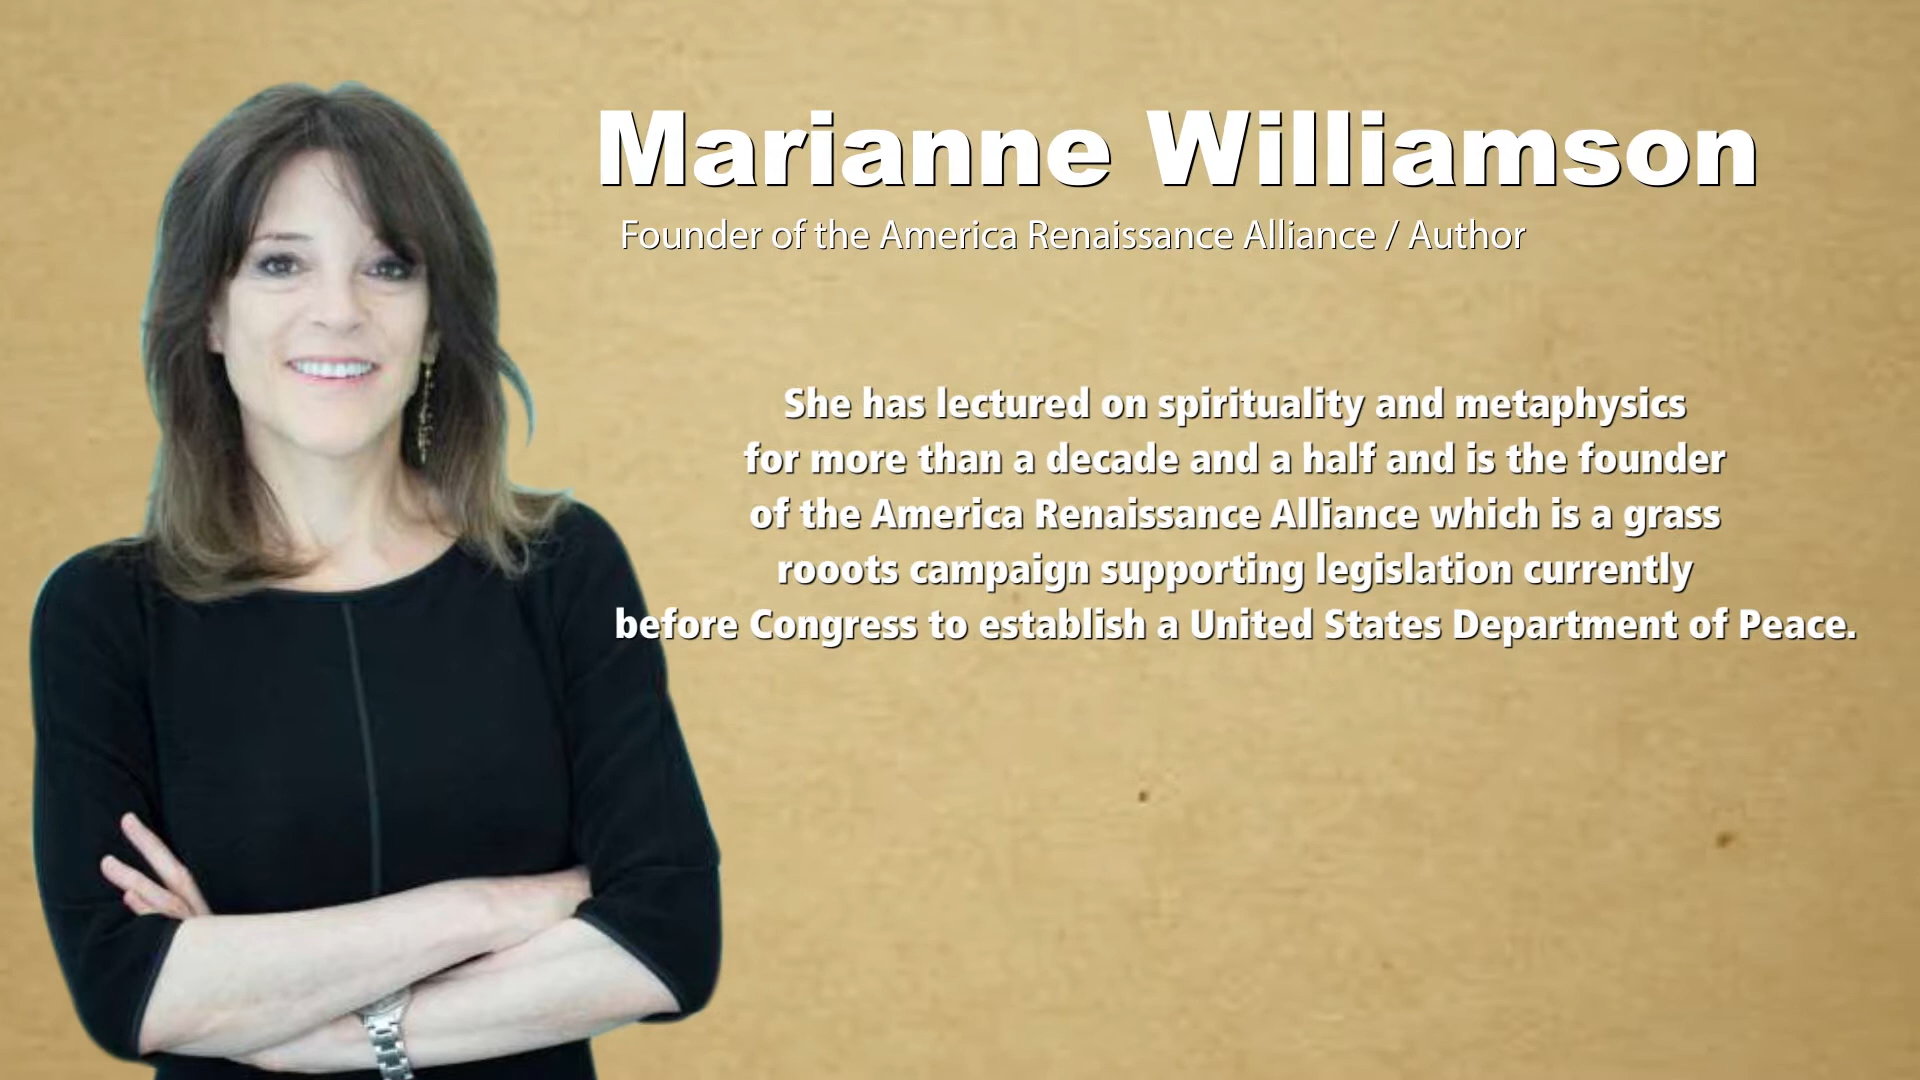 Marianne Williamson
Founder of the America Renaissance Alliance / Author
She has lectured on spirituality and metaphysics
for more than a decade and a half and is the founder
of the America Renaissance Alliance which is a grass
rooots campaign supporting legislation currently
before Congress to establish a United States Department of Peace.